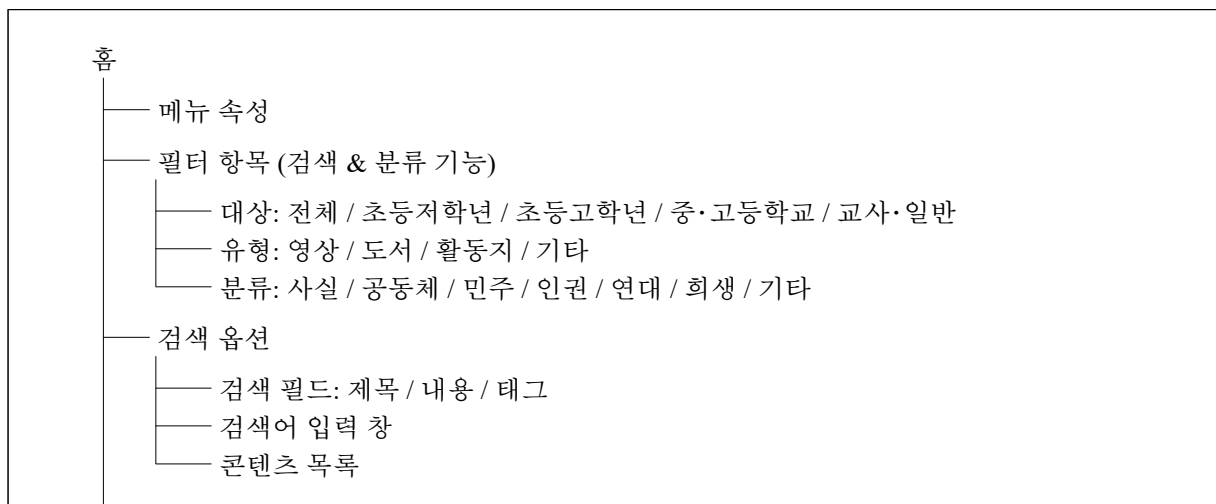 홈
메뉴 속성
필터 항목 (검색 & 분류 기능)
대상: 전체 / 초등저학년 / 초등고학년 / 중·고등학교 / 교사·일반
유형: 영상 / 도서 / 활동지 / 기타
분류: 사실 / 공동체 / 민주 / 인권 / 연대 / 희생 / 기타
검색 옵션
검색 필드: 제목 / 내용 / 태그
검색어 입력 창
콘텐츠 목록